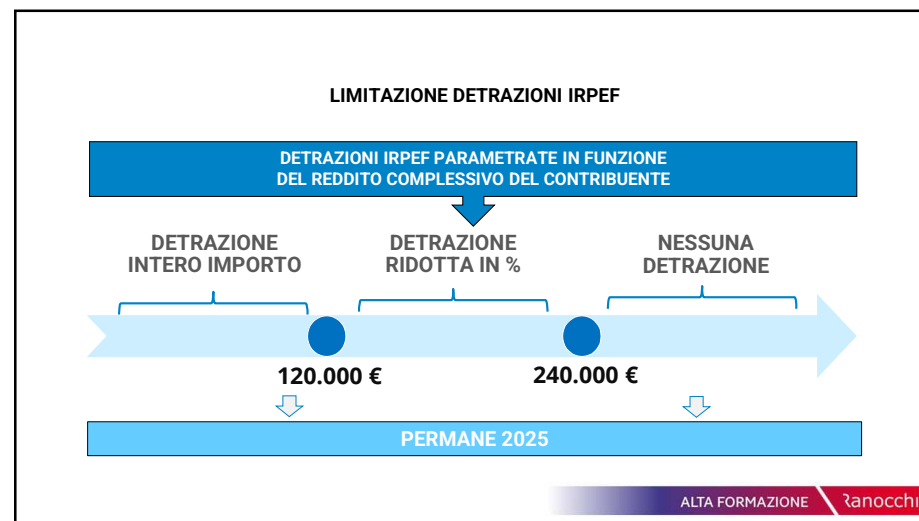 LIMITAZIONE DETRAZIONI IRPEF
DETRAZIONI IRPEF PARAMETRATE IN FUNZIONE
DEL REDDITO COMPLESSIVO DEL CONTRIBUENTE
DETRAZIONE
INTERO IMPORTO
DETRAZIONE
RIDOTTA IN %
NESSUNA
DETRAZIONE
120.000 €
240.000 €
PERMANE 2025
ALTA FORMAZIONE
Ranocchi